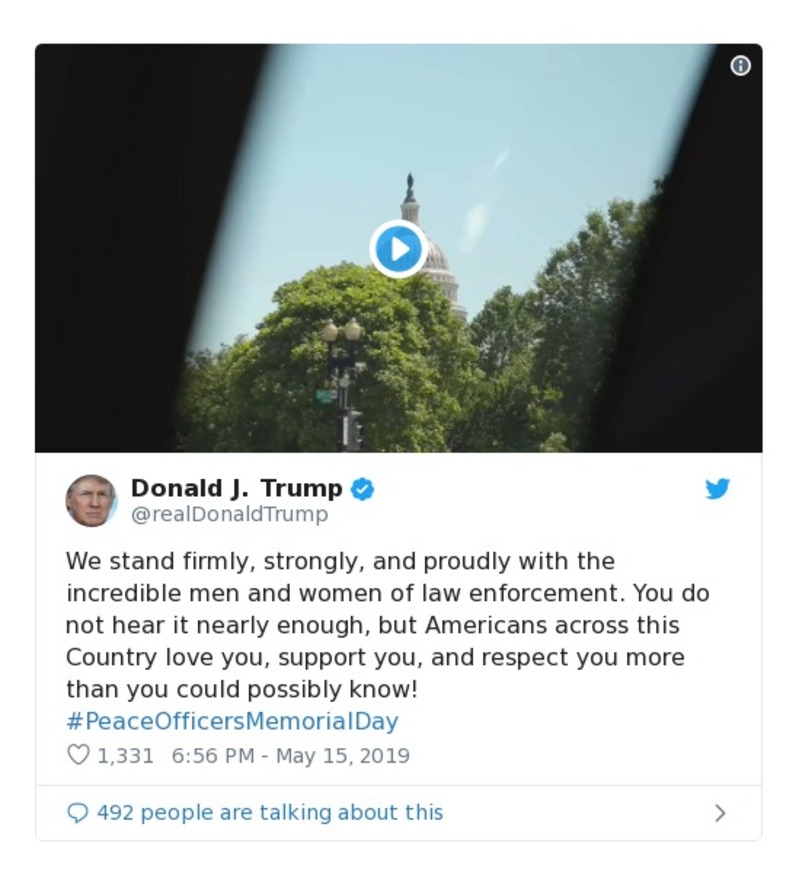 Donald J. Trump
@realDonaldTrump
We stand firmly, strongly, and proudly with the
incredible men and women of law enforcement. You do
not hear it nearly enough, but Americans across this
Country love you, support you, and respect you more
than you could possibly know!
#PeaceOfficersMemorialDay
1,331 6:56 PM - May 15, 2019
492 people are talking about this